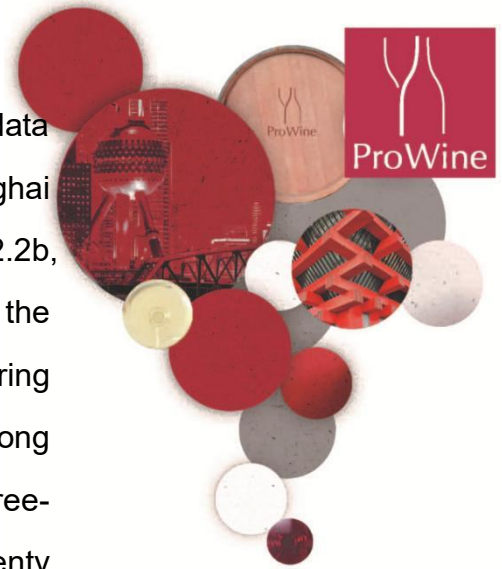 ProWine
ProWine
lata
ghai
2.2b,
the
ring
ong
ree-
enty